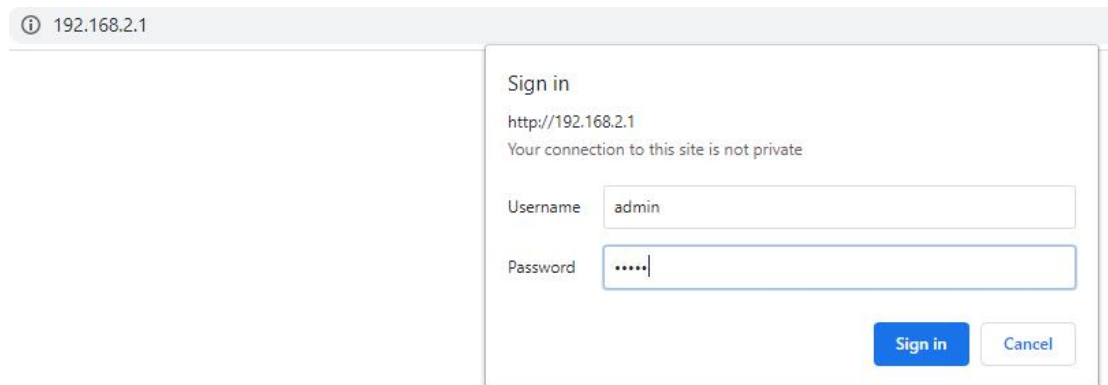 192.168.2.1
Sign in
http://192.168.2.1
Your connection to this site is not private
Username admin
Password •••••
Sign in Cancel